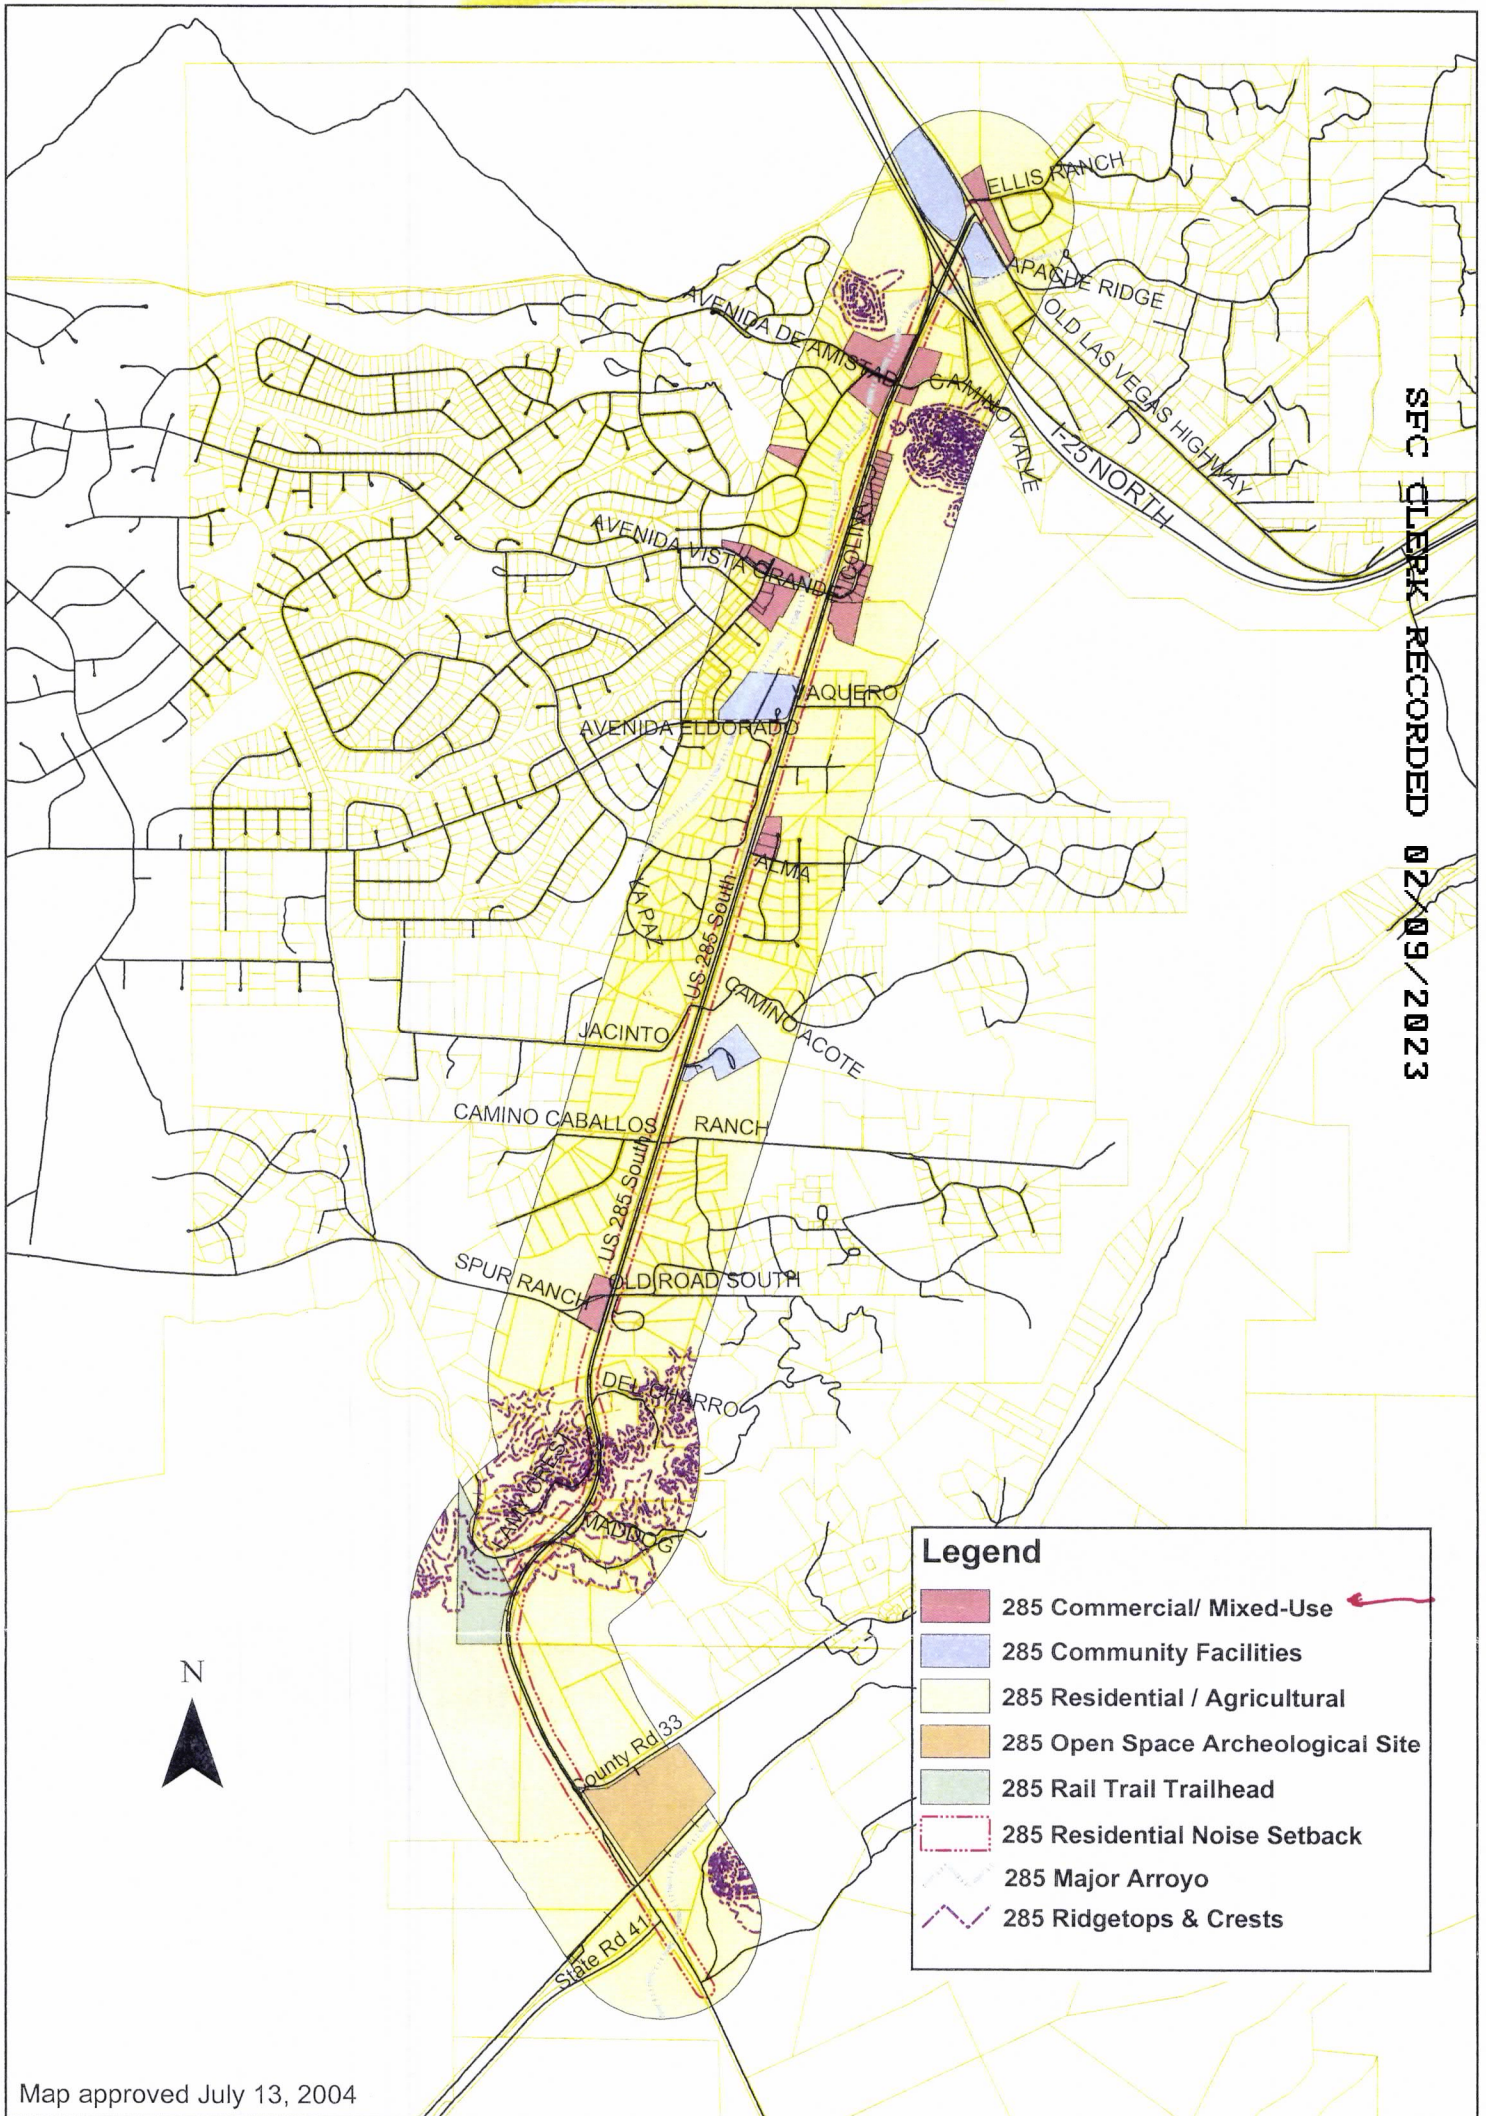 ELLIS RANCH
APACHE RIDGE
AVENIDA DE AMISTAD
OLD LAS VEGAS HIGHWAY
CAMINO VALLE
I-25 NORTH
AVENIDA VISTA GRANDE
VAQUERO
AVENIDA ELDORADO
ALMA
LA PAZ
US 285 South
CAMINO ACOTE
JACINTO
CAMINO CABALLOS
RANCH
US 285 South
SPUR RANCH
OLD ROAD SOUTH
DEL CHARRO
LAMY CREST
MADDOG
County Rd 33
State Rd 41
SFC CLERK RECORDED 02/09/2023
N
Legend
285 Commercial/ Mixed-Use
285 Community Facilities
285 Residential / Agricultural
285 Open Space Archeological Site
285 Rail Trail Trailhead
285 Residential Noise Setback
285 Major Arroyo
285 Ridgetops & Crests
Map approved July 13, 2004